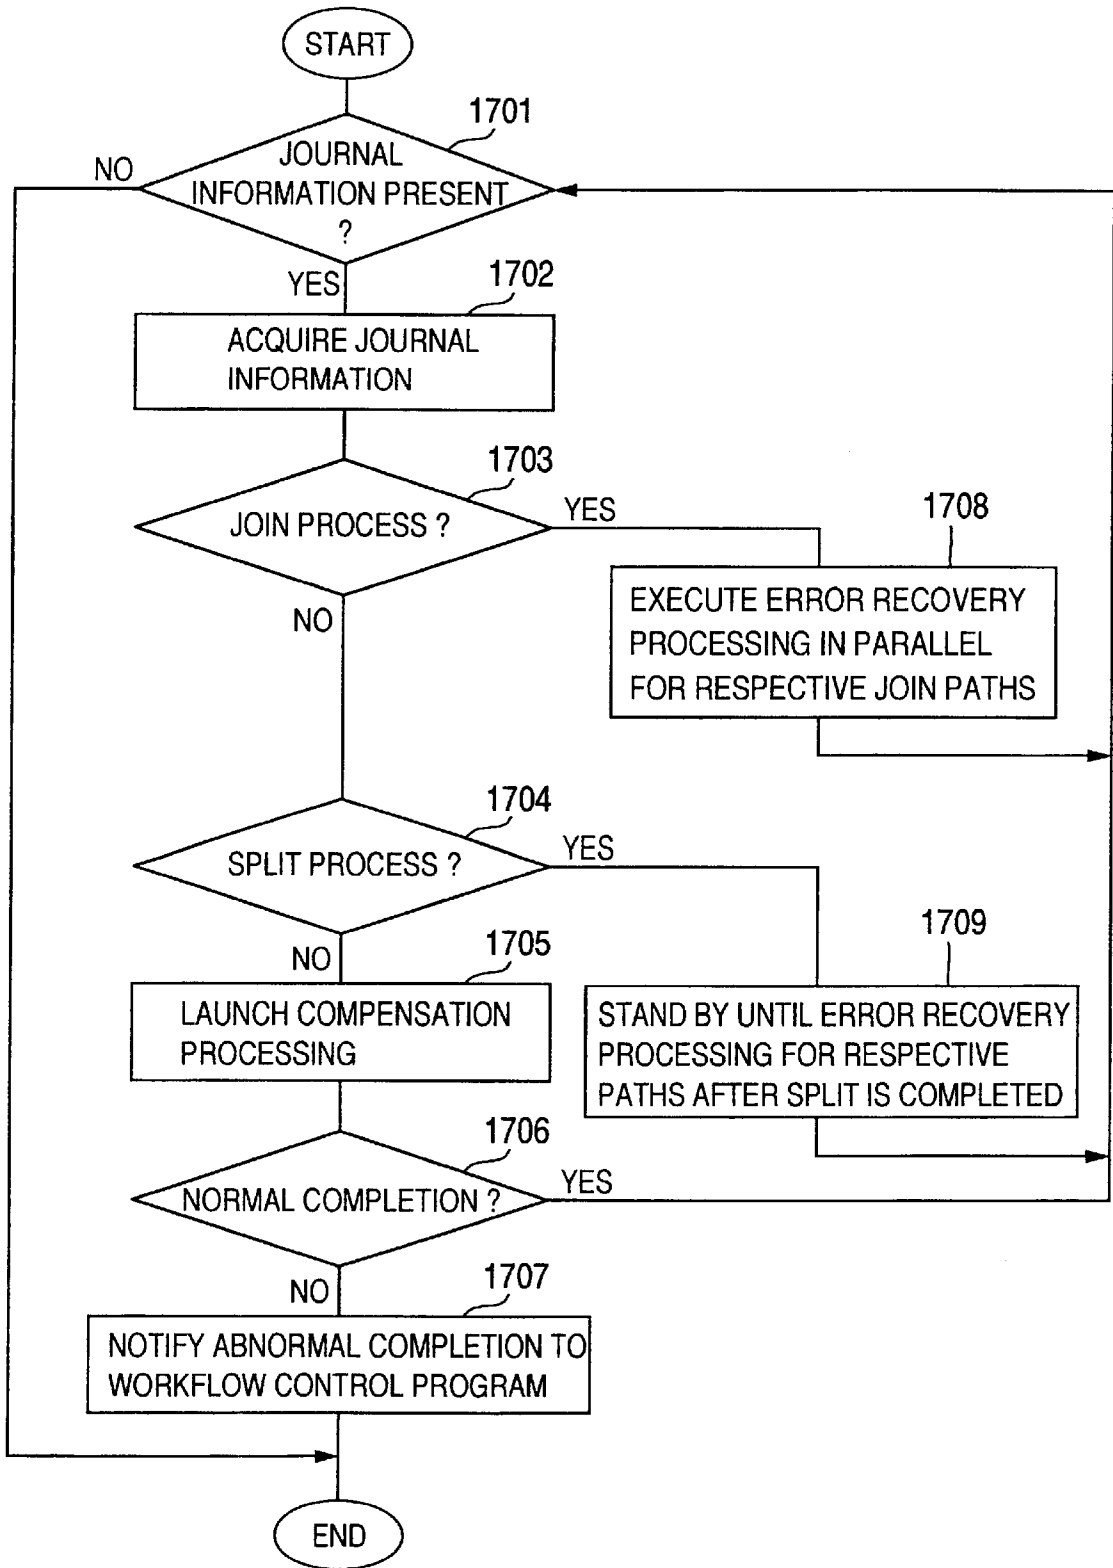 START
1701
NO
JOURNAL
INFORMATION PRESENT
?
YES
1702
ACQUIRE JOURNAL
INFORMATION
1703
JOIN PROCESS ?
YES
NO
1708
EXECUTE ERROR RECOVERY
PROCESSING IN PARALLEL
FOR RESPECTIVE JOIN PATHS
1704
SPLIT PROCESS ?
YES
NO
1705
LAUNCH COMPENSATION
PROCESSING
1709
STAND BY UNTIL ERROR RECOVERY
PROCESSING FOR RESPECTIVE
PATHS AFTER SPLIT IS COMPLETED
1706
NORMAL COMPLETION ?
YES
NO
1707
NOTIFY ABNORMAL COMPLETION TO
WORKFLOW CONTROL PROGRAM
END